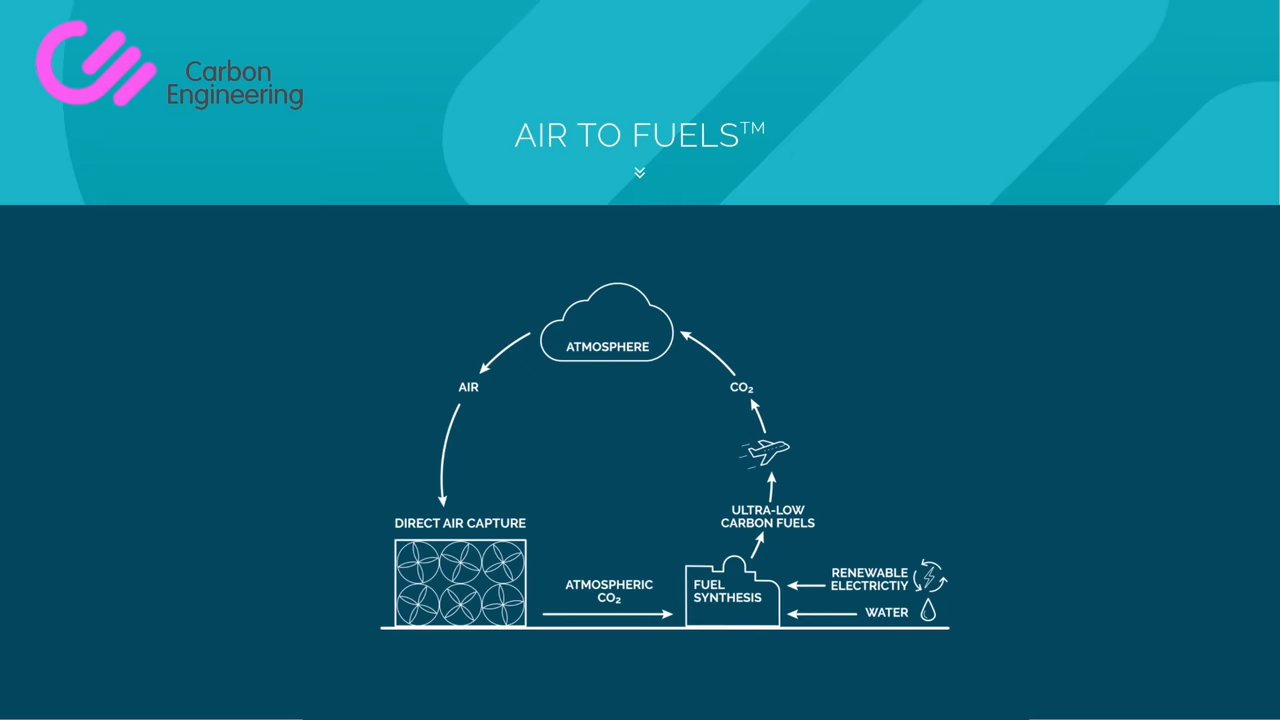 Carbon
Engineering
AIR TO FUELS™
ATMOSPHERE
AIR
CO₂
DIRECT AIR CAPTURE
ULTRA-LOW
CARBON FUELS
ATMOSPHERIC
CO₂
FUEL
SYNTHESIS
RENEWABLE
ELECTRICTIY
WATER